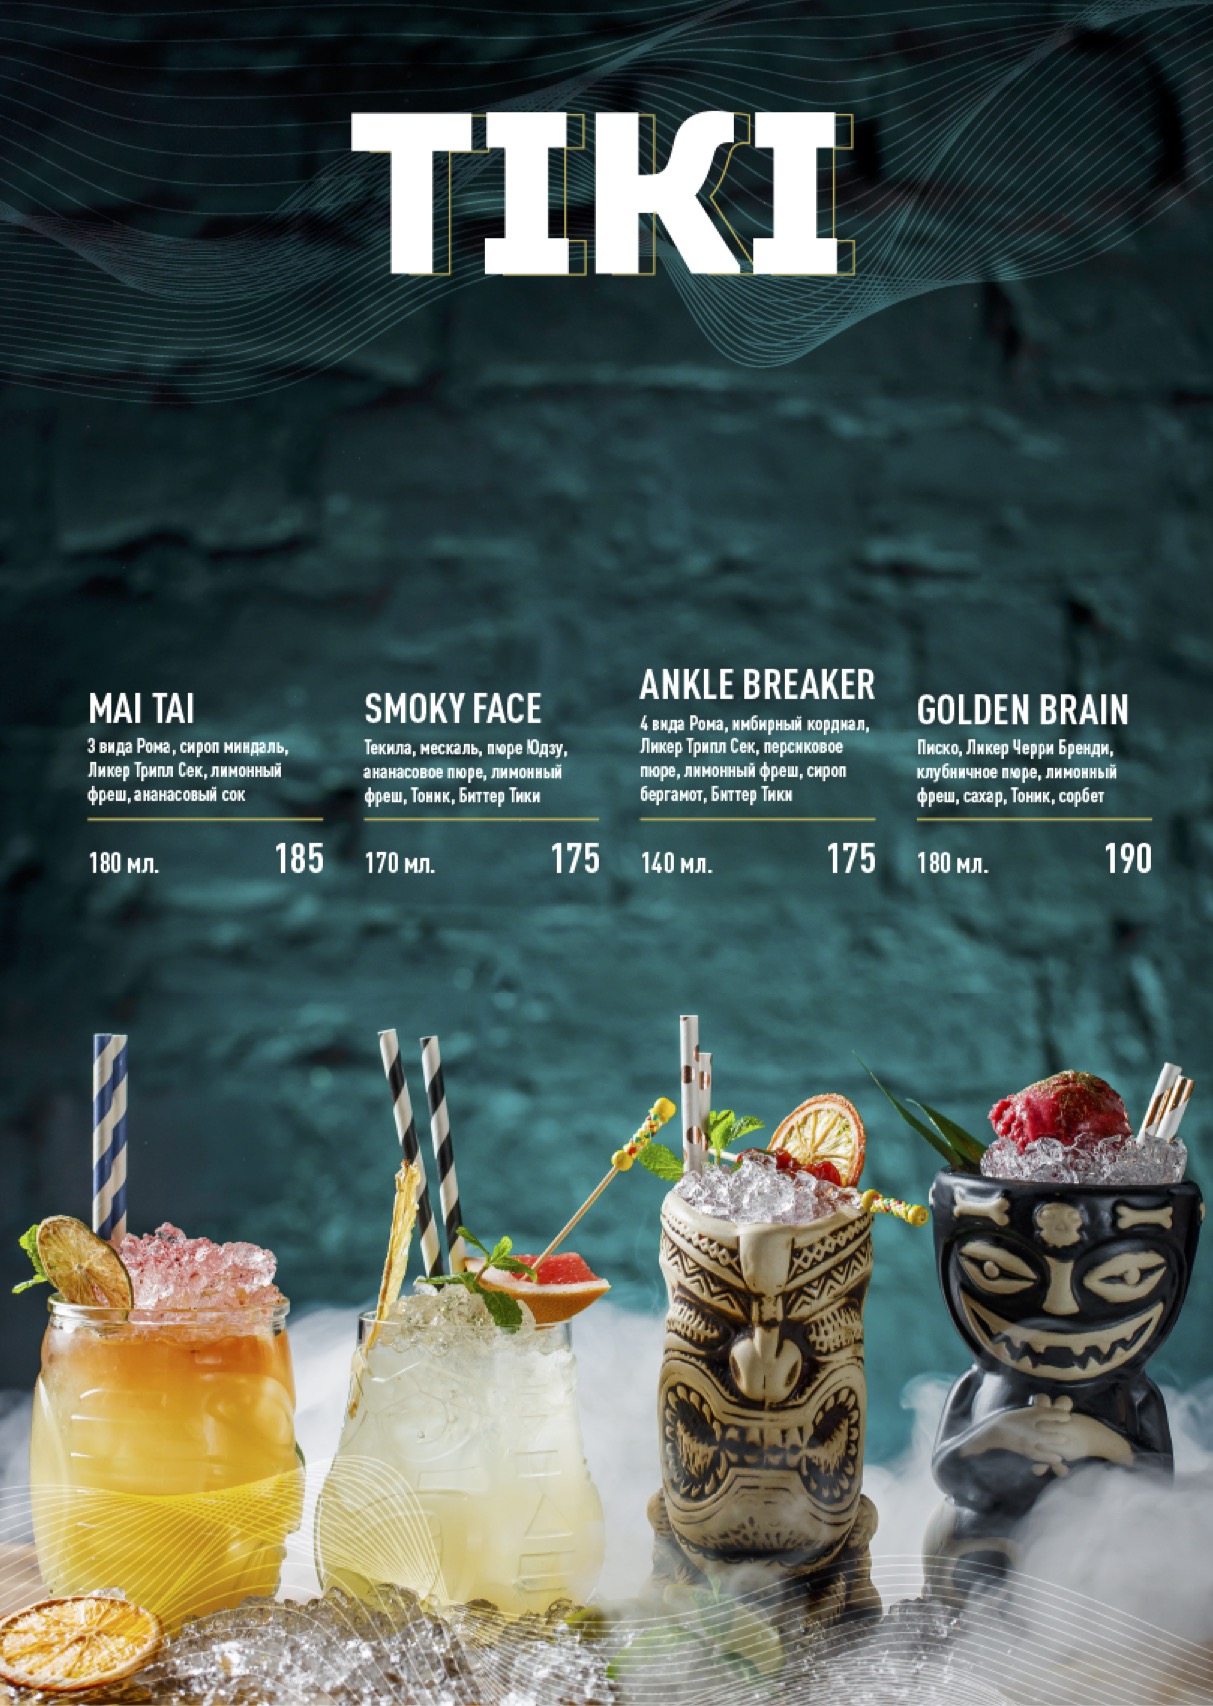 TIKI
MAI TAI
3 вида Рома, сироп миндаль,
Ликер Трипл Сек, лимонный
фреш, ананасовый сок
180 мл. 185
SMOKY FACE
Текила, мескаль, пюре Юдзу,
ананасовое пюре, лимонный
фреш, Тоник, Биттер Тики
170 мл. 175
ANKLE BREAKER
4 вида Рома, имбирный кордиал,
Ликер Трипл Сек, персиковое
пюре, лимонный фреш, сироп
бергамот, Биттер Тики
140 мл. 175
GOLDEN BRAIN
Писко, Ликер Черри Бренди,
клубничное пюре, лимонный
фреш, сахар, Тоник, сорбет
180 мл. 190